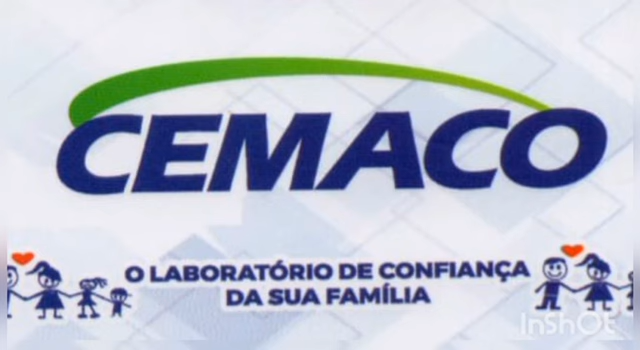 CEMACO
O LABORATÓRIO DE CONFIANÇA
DA SUA FAMÍLIA
InShOt